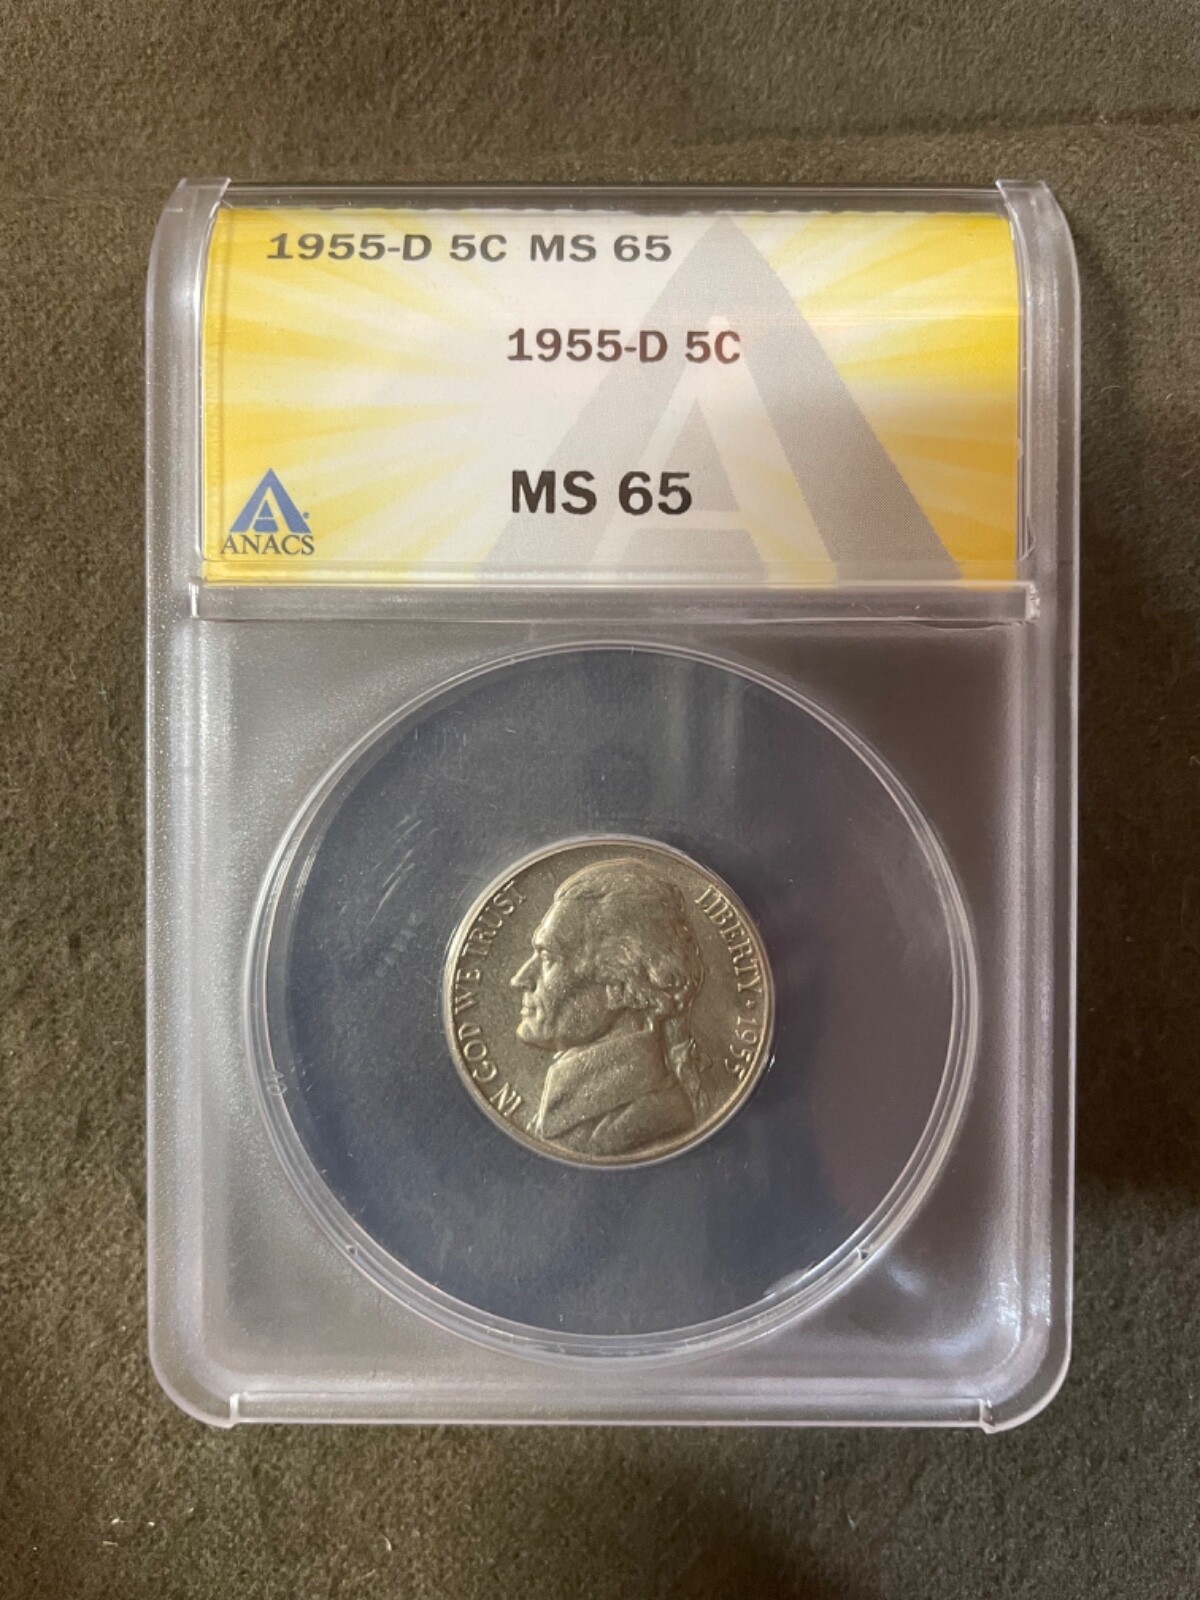 1955-D 5C MS 65
1955-D 5C
MS 65
ANACS
IN GOD WE TRUST
LIBERTY * 1955